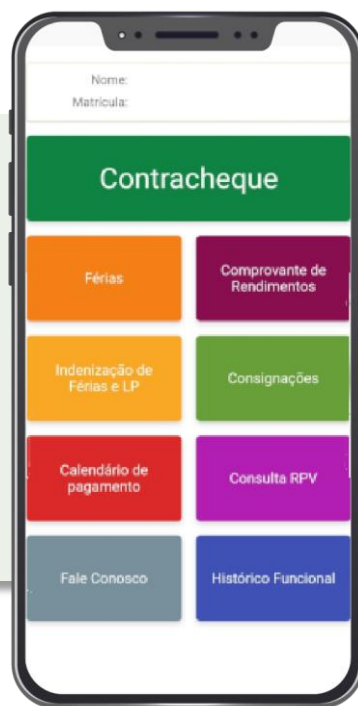 Nome:
Matrícula:
Contracheque
Férias
Comprovante de
Rendimentos
Indenização de
Férias e LP
Consignações
Calendário de
pagamento
Consulta RPV
Fale Conosco
Histórico Funcional